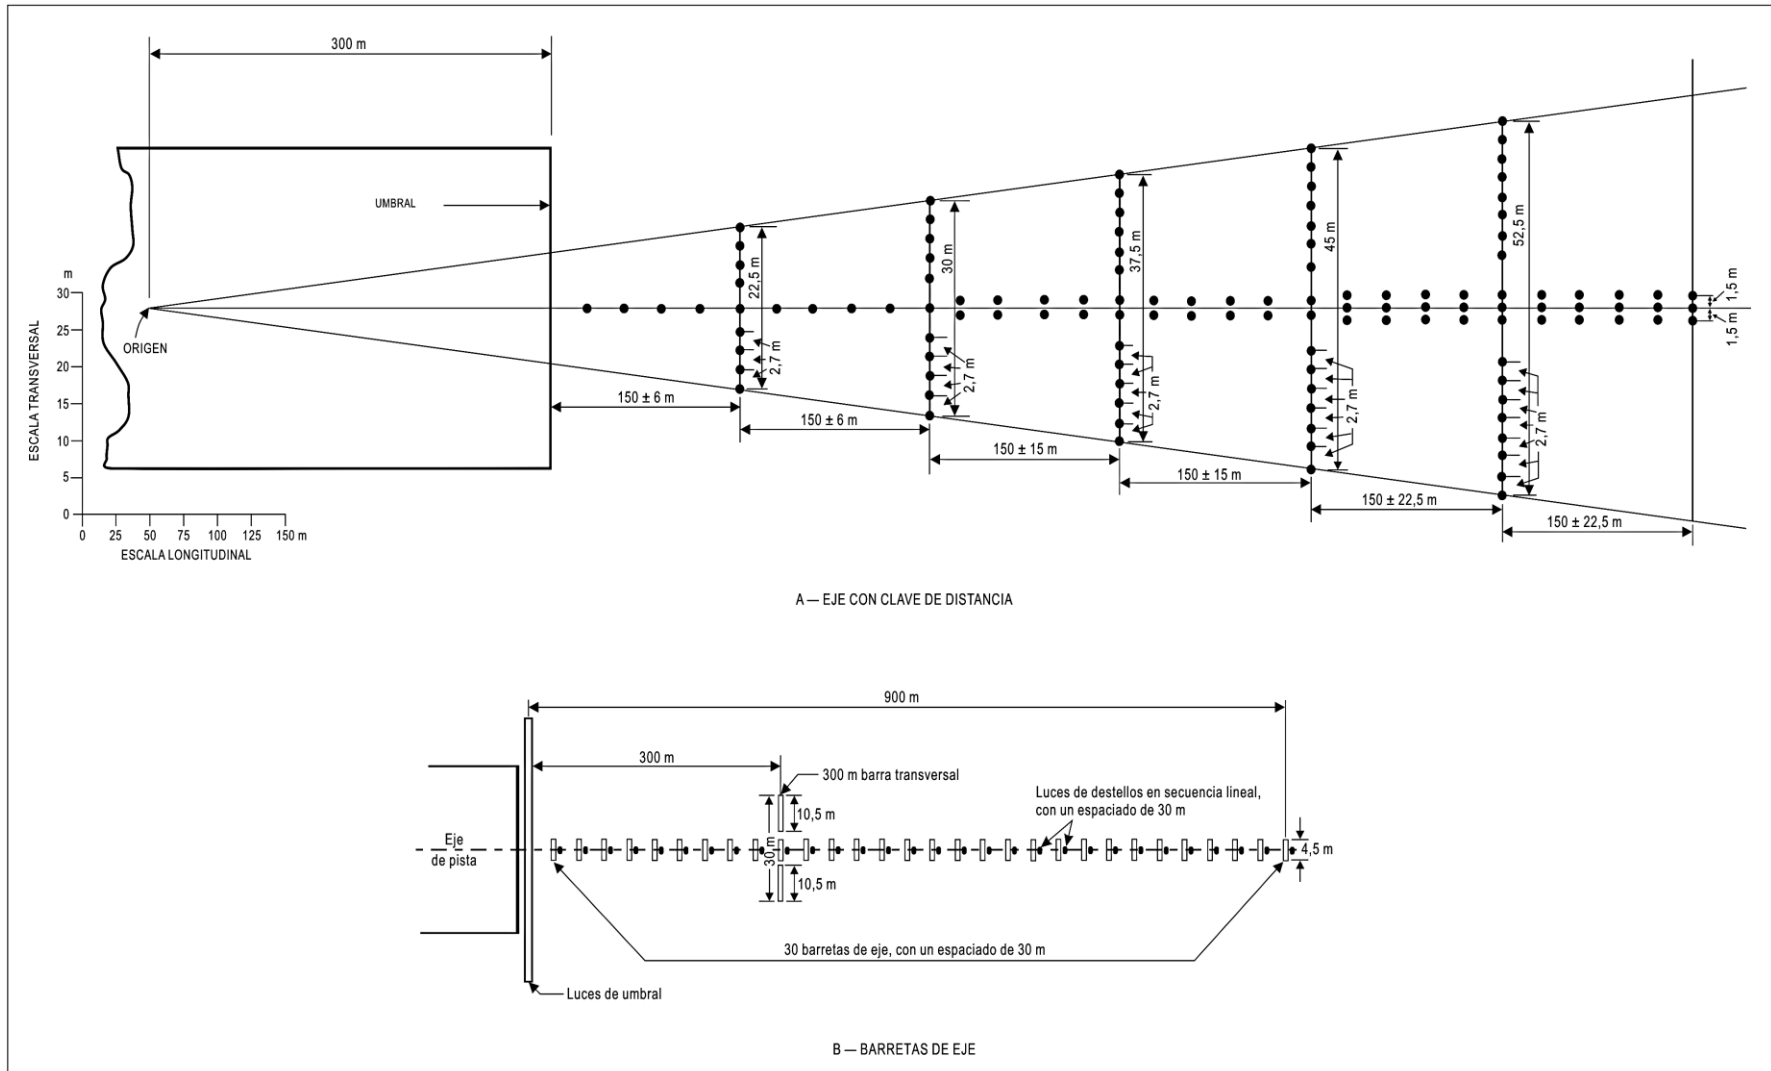 300 m
UMBRAL
ORIGEN
m
30
25
20
15
10
5
0
ESCALA TRANSVERSAL
0 25 50 75 100 125 150 m
ESCALA LONGITUDINAL
22,5 m
2,7 m
30 m
2,7 m
37,5 m
2,7 m
45 m
2,7 m
52,5 m
2,7 m
1,5 m
1,5 m
150 ± 6 m
150 ± 6 m
150 ± 15 m
150 ± 15 m
150 ± 22,5 m
150 ± 22,5 m
A — EJE CON CLAVE DE DISTANCIA
900 m
300 m
300 m barra transversal
Luces de destellos en secuencia lineal,
con un espaciado de 30 m
10,5 m
30 m
10,5 m
4,5 m
Eje
de pista
30 barretas de eje, con un espaciado de 30 m
Luces de umbral
B — BARRETAS DE EJE